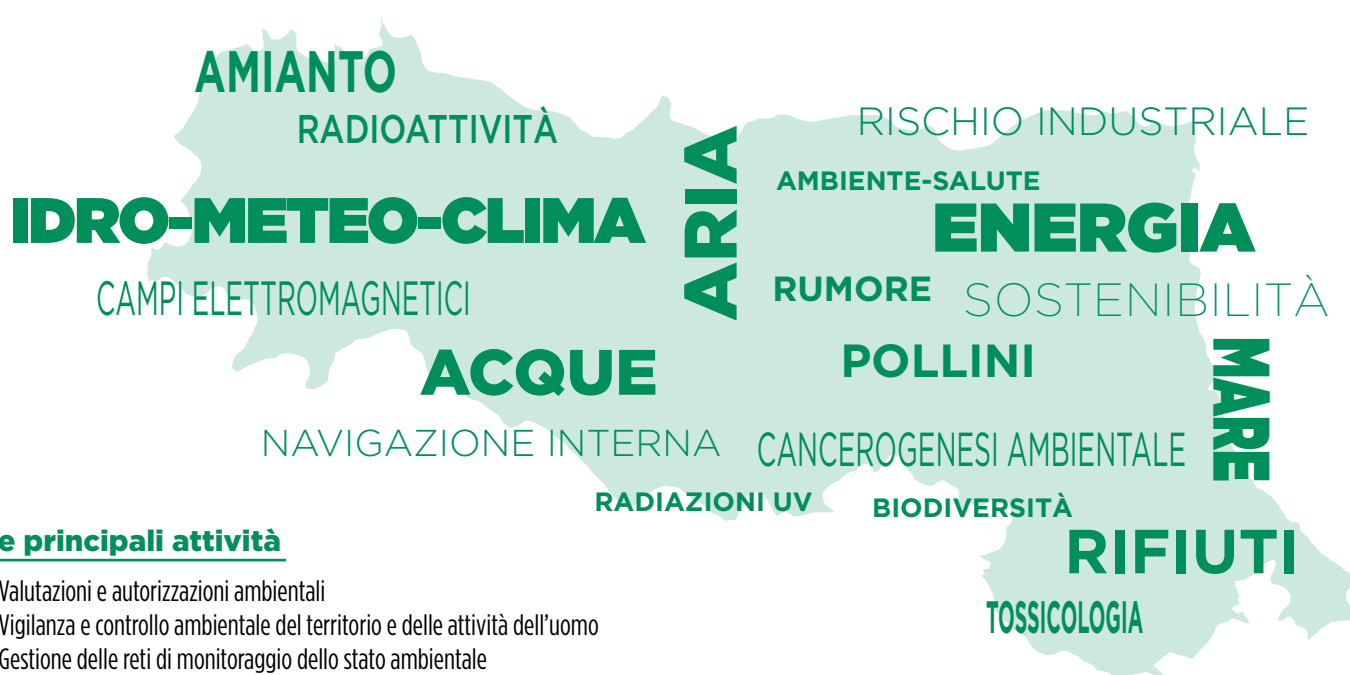 AMIANTO
RADIOATTIVITÀ
RISCHIO INDUSTRIALE
ARIA
AMBIENTE-SALUTE
IDRO-METEO-CLIMA
ENERGIA
CAMPI ELETTROMAGNETICI
RUMORE
SOSTENIBILITÀ
ACQUE
POLLINI
MARE
NAVIGAZIONE INTERNA
CANCEROGENESI AMBIENTALE
RADIAZIONI UV
BIODIVERSITÀ
e principali attività
RIFIUTI
Valutazioni e autorizzazioni ambientali
TOSSICOLOGIA
Vigilanza e controllo ambientale del territorio e delle attività dell'uomo
Gestione delle reti di monitoraggio dello stato ambientale